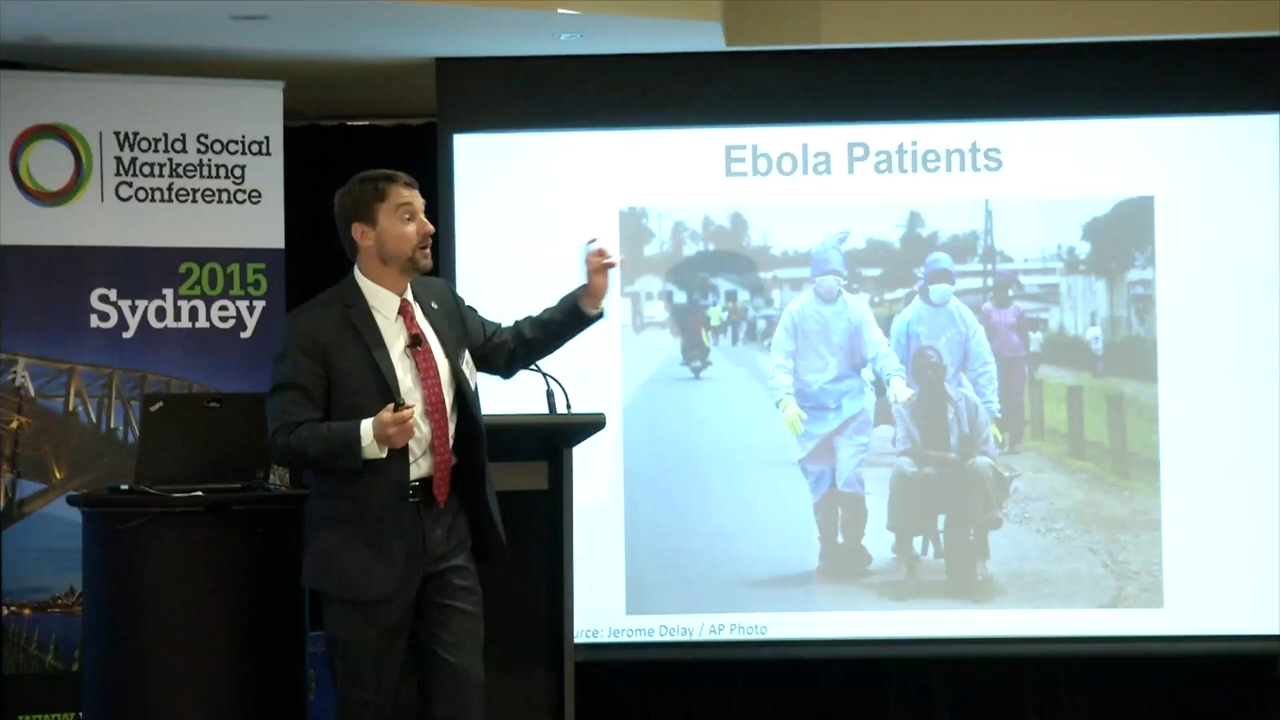 World Social
Marketing
Conference
2015
Sydney
Ebola Patients
urce: Jerome Delay / AP Photo